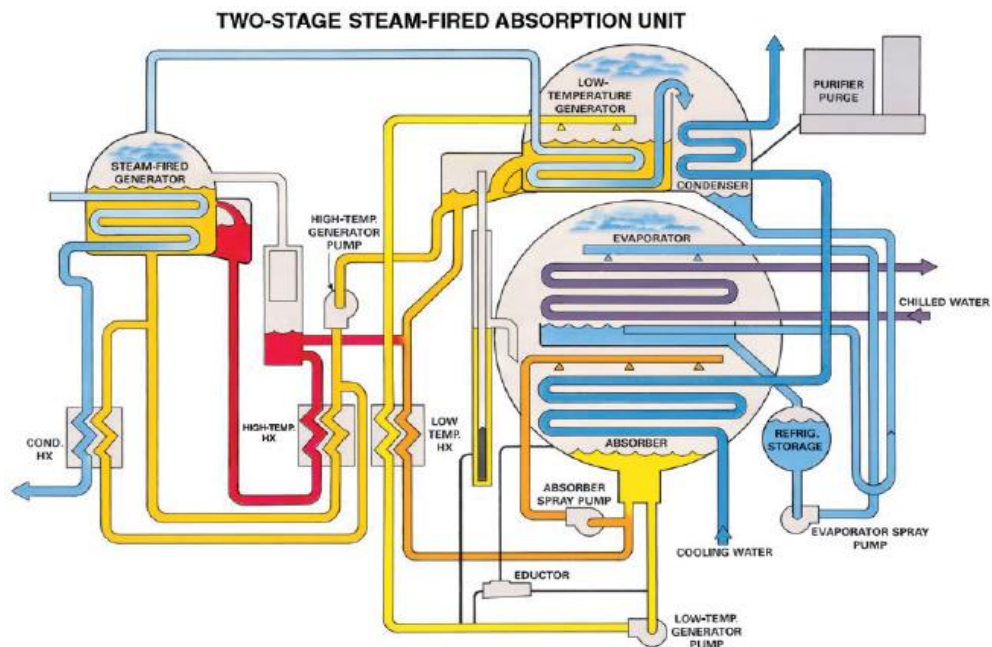 TWO-STAGE STEAM-FIRED ABSORPTION UNIT
LOW-
TEMPERATURE
GENERATOR
PURIFIER
PURGE
STEAM-FIRED
GENERATOR
CONDENSER
HIGH-TEMP.
GENERATOR
PUMP
EVAPORATOR
CHILLED WATER
COND.
HX
HIGH-TEMP.
HX
LOW
TEMP.
HX
REFRIG.
STORAGE
ABSORBER
ABSORBER
SPRAY PUMP
EVAPORATOR SPRAY
PUMP
COOLING WATER
EDUCTOR
LOW-TEMP.
GENERATOR
PUMP